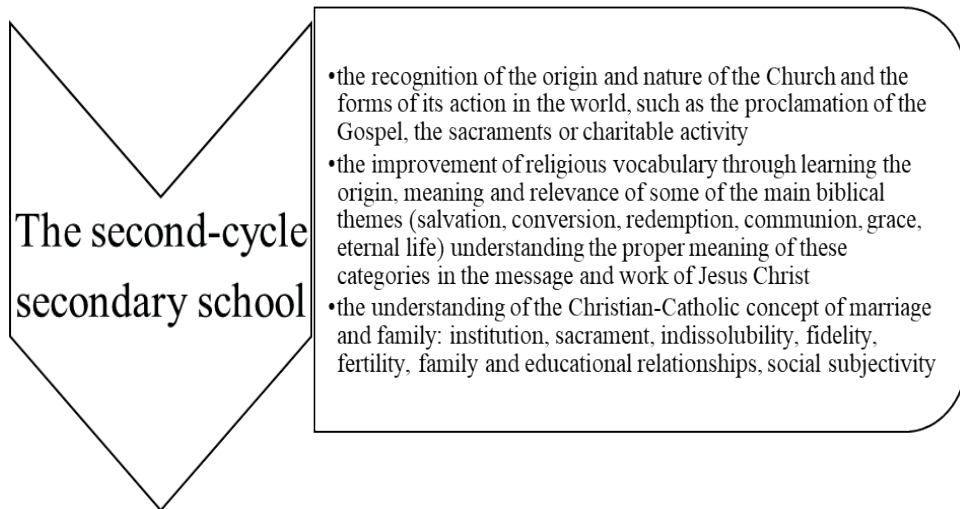 The second-cycle
secondary school
•the recognition of the origin and nature of the Church and the
forms of its action in the world, such as the proclamation of the
Gospel, the sacraments or charitable activity
•the improvement of religious vocabulary through learning the
origin, meaning and relevance of some of the main biblical
themes (salvation, conversion, redemption, communion, grace,
eternal life) understanding the proper meaning of these
categories in the message and work of Jesus Christ
•the understanding of the Christian-Catholic concept of marriage
and family: institution, sacrament, indissolubility, fidelity,
fertility, family and educational relationships, social subjectivity